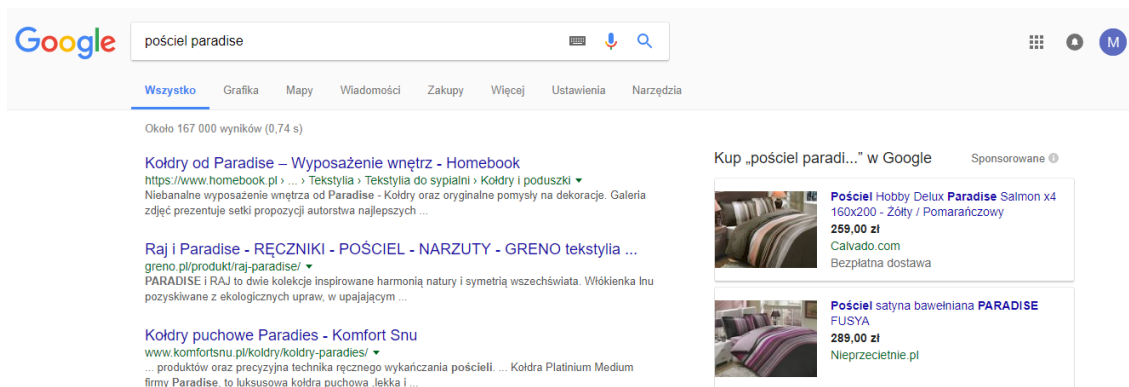 Google
pościel paradise
M
Wszystko Grafika Mapy Wiadomości Zakupy Więcej Ustawienia Narzędzia
Około 167 000 wyników (0,74 s)
Kołdry od Paradise – Wyposażenie wnętrz - Homebook
https://www.homebook.pl › ... › Tekstylia › Tekstylia do sypialni › Kołdry i poduszki
Niebanalne wyposażenie wnętrza od Paradise - Kołdry oraz oryginalne pomysły na dekoracje. Galeria
zdjęć prezentuje setki propozycji autorstwa najlepszych ...
Raj i Paradise - RĘCZNIKI - POŚCIEL - NARZUTY - GRENO tekstylia ...
greno.pl/produkt/raj-paradise/
PARADISE i RAJ to dwie kolekcje inspirowane harmonią natury i symetrią wszechświata. Włókienka lnu
pozyskiwane z ekologicznych upraw, w upajającym ...
Kołdry puchowe Paradies - Komfort Snu
www.komfortsnu.pl/koldry/koldry-paradies/
... produktów oraz precyzyjna technika ręcznego wykańczania pościeli. ... Kołdra Platinium Medium
firmy Paradise, to luksusowa kołdra puchowa ,lekka i ...
Kup „pościel paradi...” w Google Sponsorowane
Pościel Hobby Delux Paradise Salmon x4
160x200 - Żółty / Pomarańczowy
259,00 zł
Calvado.com
Bezpłatna dostawa
Pościel satyna bawełniana PARADISE
FUSYA
289,00 zł
Nieprzecietnie.pl